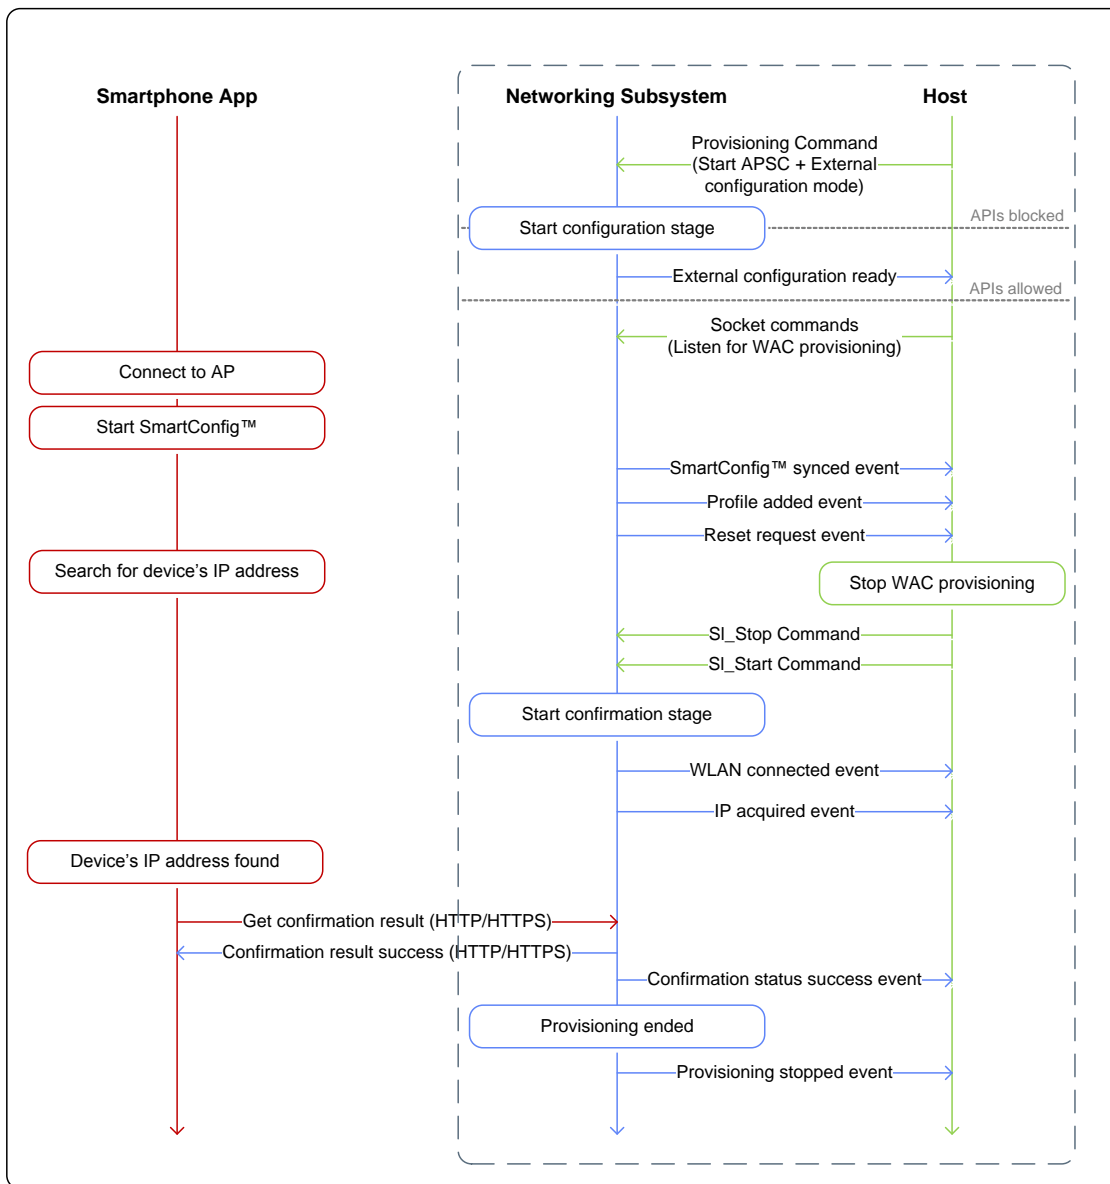 Smartphone App
Networking Subsystem
Host
Provisioning Command
(Start APSC + External
configuration mode)
APIs blocked
Start configuration stage
External configuration ready
APIs allowed
Socket commands
(Listen for WAC provisioning)
Connect to AP
Start SmartConfig™
SmartConfig™ synced event
Profile added event
Reset request event
Search for device’s IP address
Stop WAC provisioning
Sl_Stop Command
Sl_Start Command
Start confirmation stage
WLAN connected event
IP acquired event
Device’s IP address found
Get confirmation result (HTTP/HTTPS)
Confirmation result success (HTTP/HTTPS)
Confirmation status success event
Provisioning ended
Provisioning stopped event